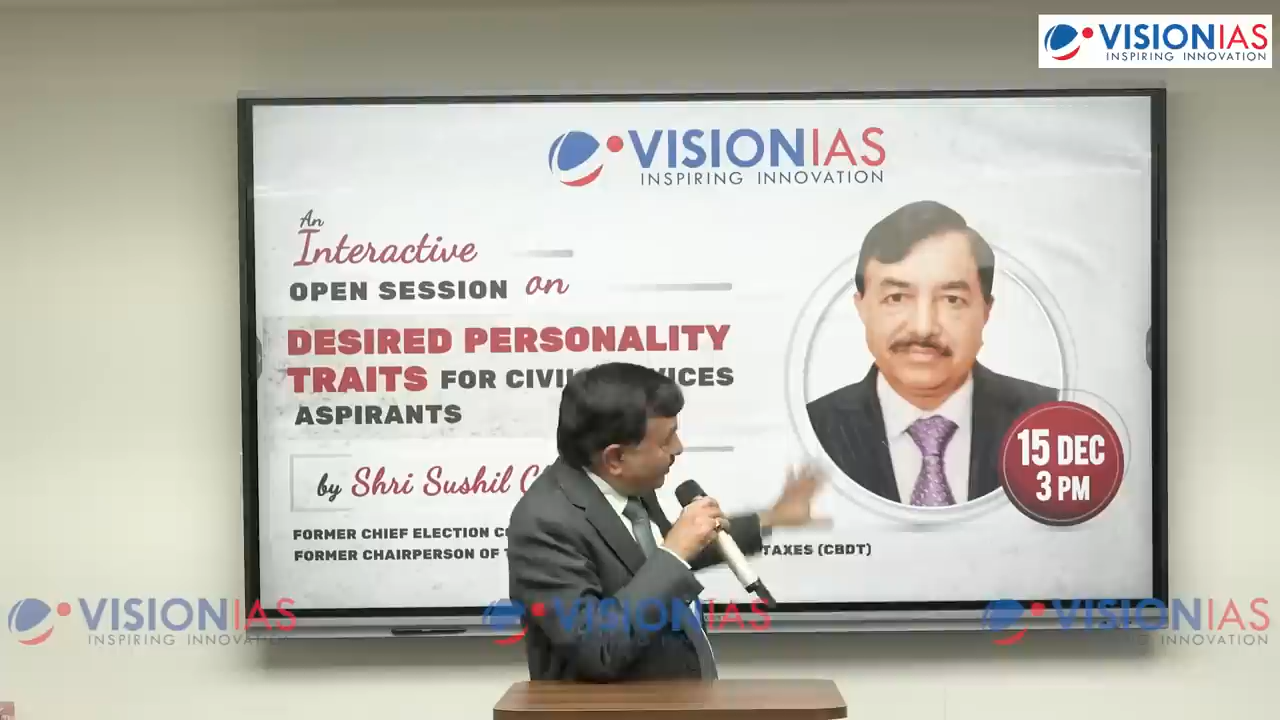 VISIONIAS
INSPIRING INNOVATION
VISIONIAS
INSPIRING INNOVATION
An
Interactive
OPEN SESSION on
DESIRED PERSONALITY
TRAITS FOR
ASPIRANTS
by Shri Sushil
FORMER CHIEF ELECTION
FORMER CHAIRPERSON OF TAXES (CBDT)
15 DEC
3 PM
VISIONIAS
INSPIRING INNOVATION
VISIONIAS
VISIONIAS
INSPIRING INNOVATION